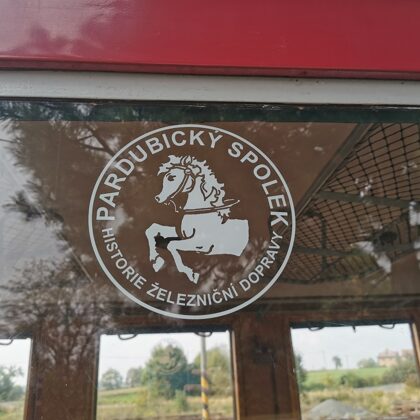 PARDUBICKÝ SPOLEK
HISTORIE ŽELEZNIČNÍ DOPRAVY